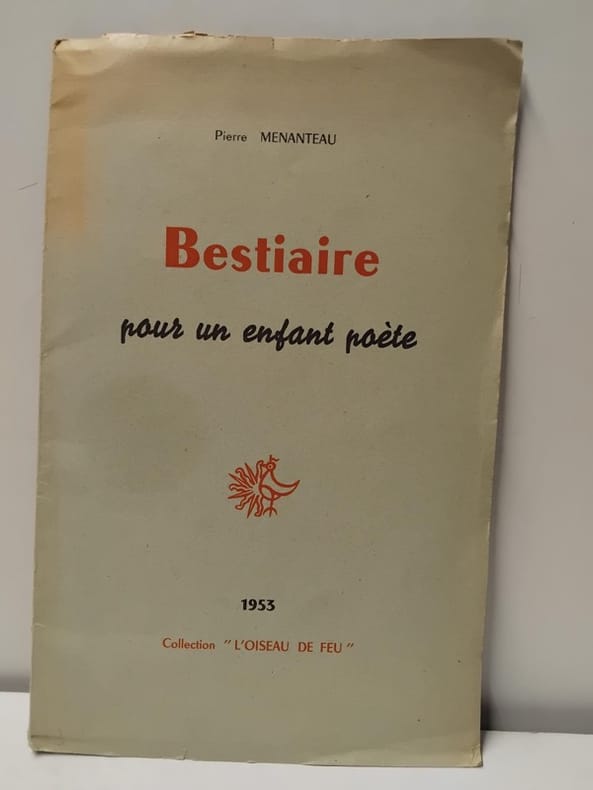 Pierre MENANTEAU
Bestiaire
pour un enfant poète
1953
Collection "L'OISEAU DE FEU"